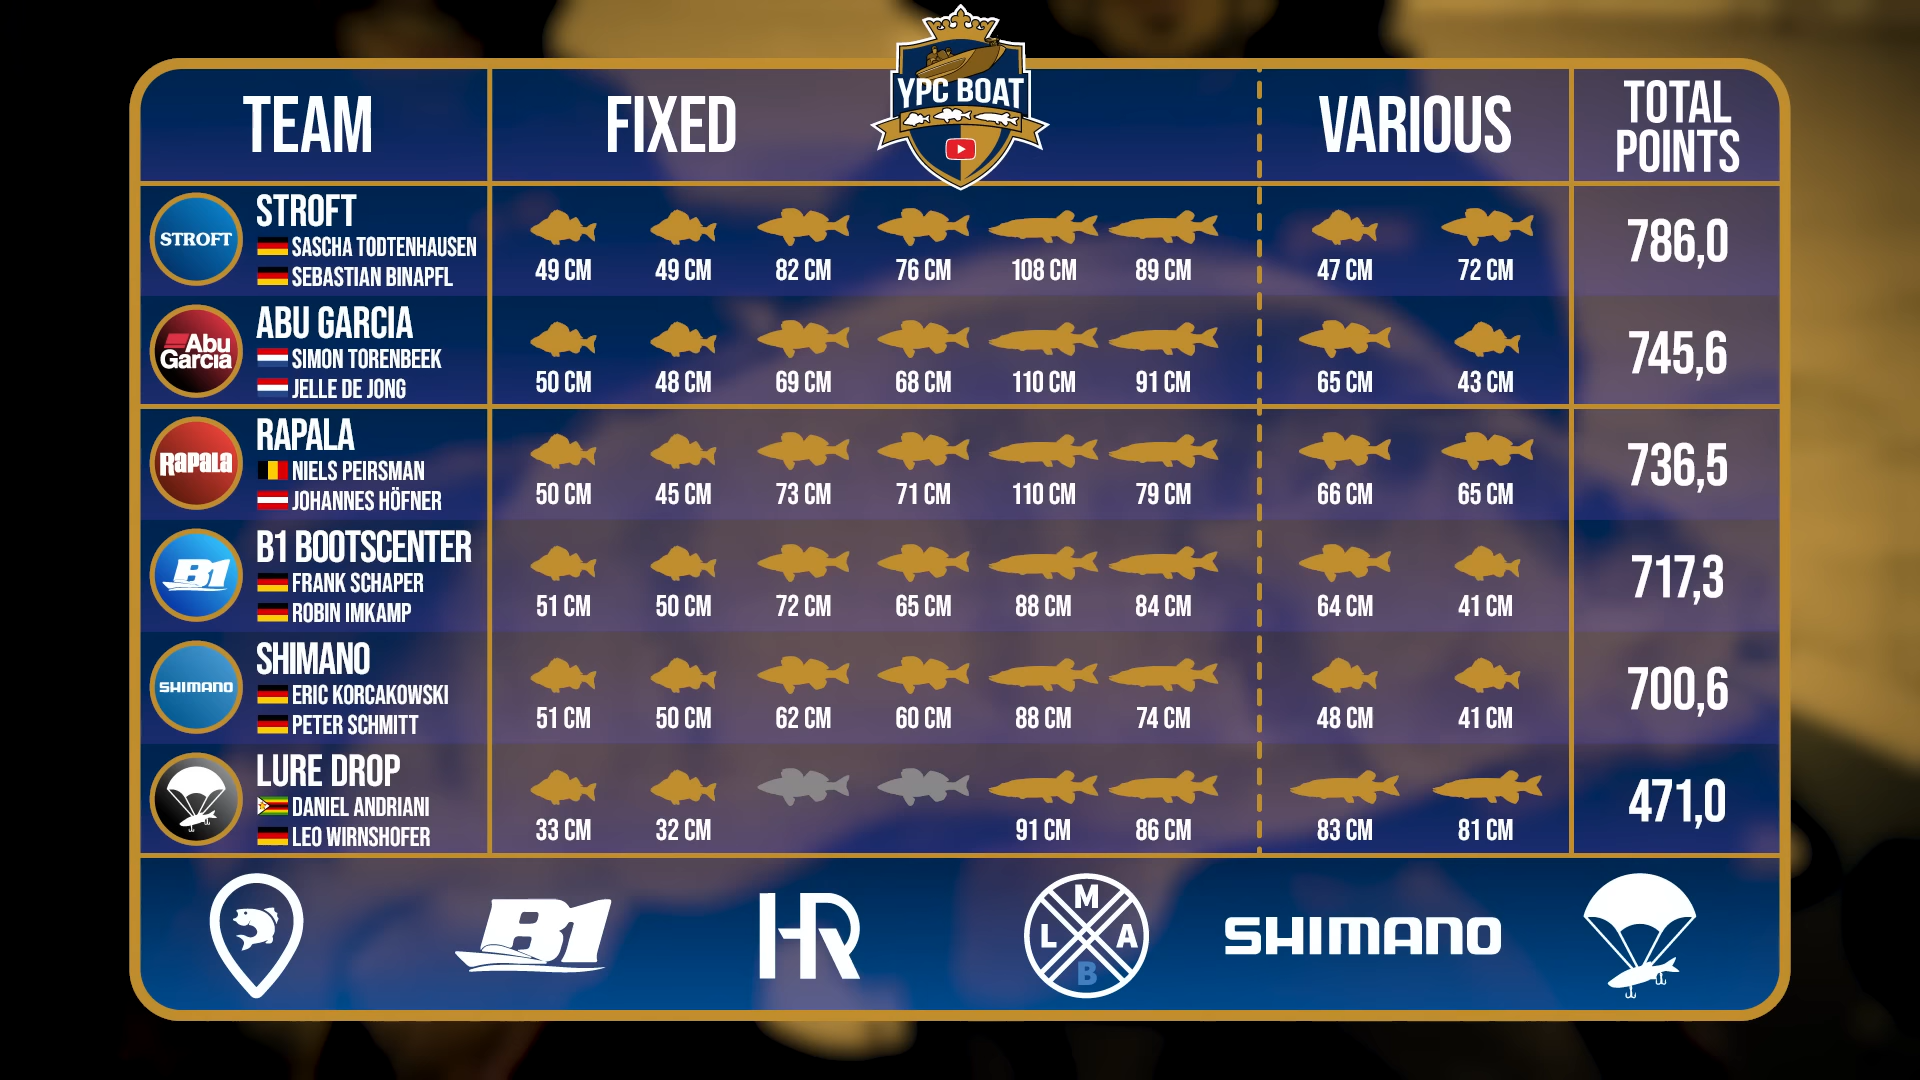 YPC BOAT
TEAM FIXED VARIOUS TOTAL POINTS
STROFT
STROFT
SASCHA TODTENHAUSEN
SEBASTIAN BINAPFL
49 CM 49 CM 82 CM 76 CM 108 CM 89 CM 47 CM 72 CM
786,0
Abu Garcia
ABU GARCIA
SIMON TORENBEEK
JELLE DE JONG
50 CM 48 CM 69 CM 68 CM 110 CM 91 CM 65 CM 43 CM
745,6
Rapala
RAPALA
NIELS PEIRSMAN
JOHANNES HÖFNER
50 CM 45 CM 73 CM 71 CM 110 CM 79 CM 66 CM 65 CM
736,5
B1
B1 BOOTSCENTER
FRANK SCHAPER
ROBIN IMKAMP
51 CM 50 CM 72 CM 65 CM 88 CM 84 CM 64 CM 41 CM
717,3
SHIMANO
SHIMANO
ERIC KORCAKOWSKI
PETER SCHMITT
51 CM 50 CM 62 CM 60 CM 88 CM 74 CM 48 CM 41 CM
700,6
LURE DROP
DANIEL ANDRIANI
LEO WIRNSHOFER
33 CM 32 CM 91 CM 86 CM 83 CM 81 CM
471,0
B1
HR
M
L A
B
SHIMANO